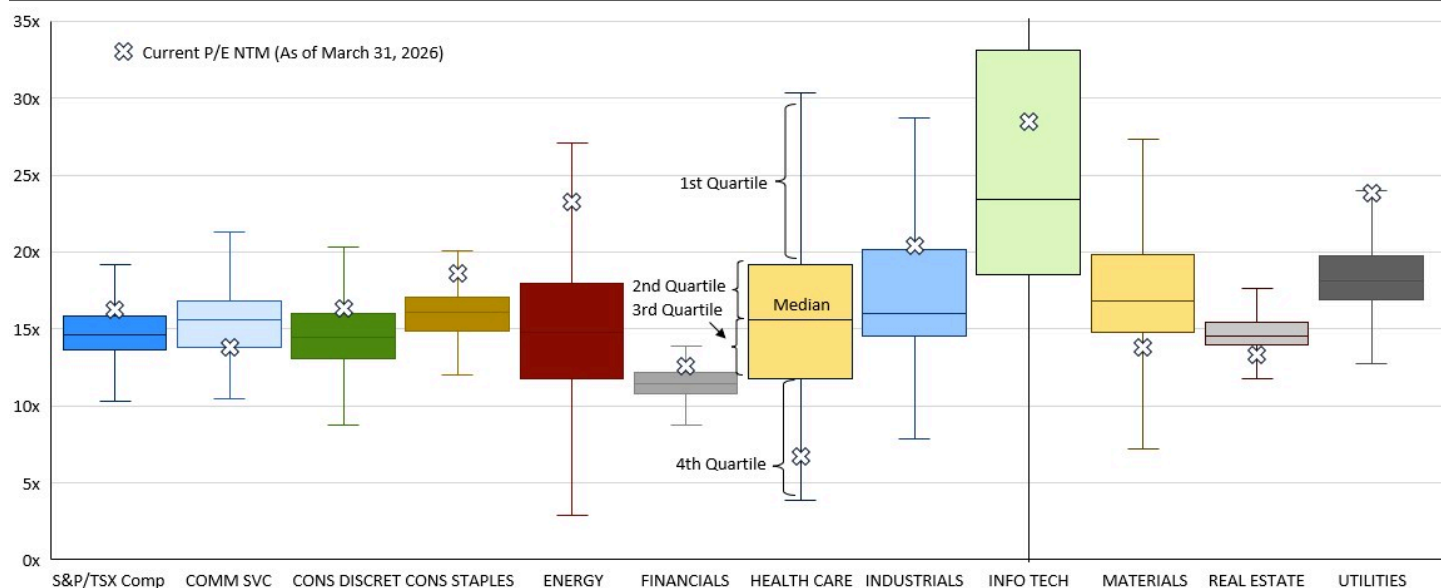 35x
Current P/E NTM (As of March 31, 2026)
30x
25x
1st Quartile
20x
2nd Quartile
3rd Quartile
Median
15x
10x
4th Quartile
5x
0x
S&P/TSX Comp COMM SVC CONS DISCRET CONS STAPLES ENERGY FINANCIALS HEALTH CARE INDUSTRIALS INFO TECH MATERIALS REAL ESTATE UTILITIES